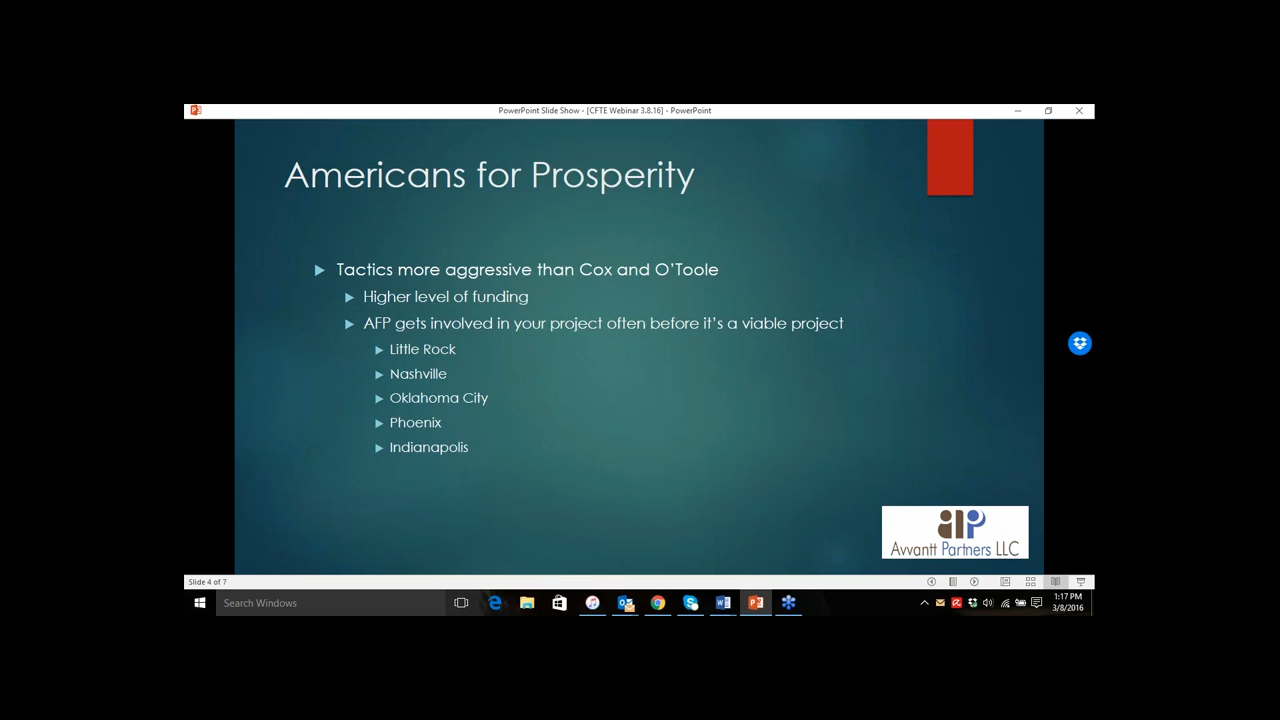 PowerPoint Slide Show - [CFTE Webinar 3.8.16] - PowerPoint
Americans for Prosperity
Tactics more aggressive than Cox and O'Toole
Higher level of funding
AFP gets involved in your project often before it's a viable project
Little Rock
Nashville
Oklahoma City
Phoenix
Indianapolis
Avvantt Partners LLC
Slide 4 of 7
Search Windows
1:17 PM
3/8/2016